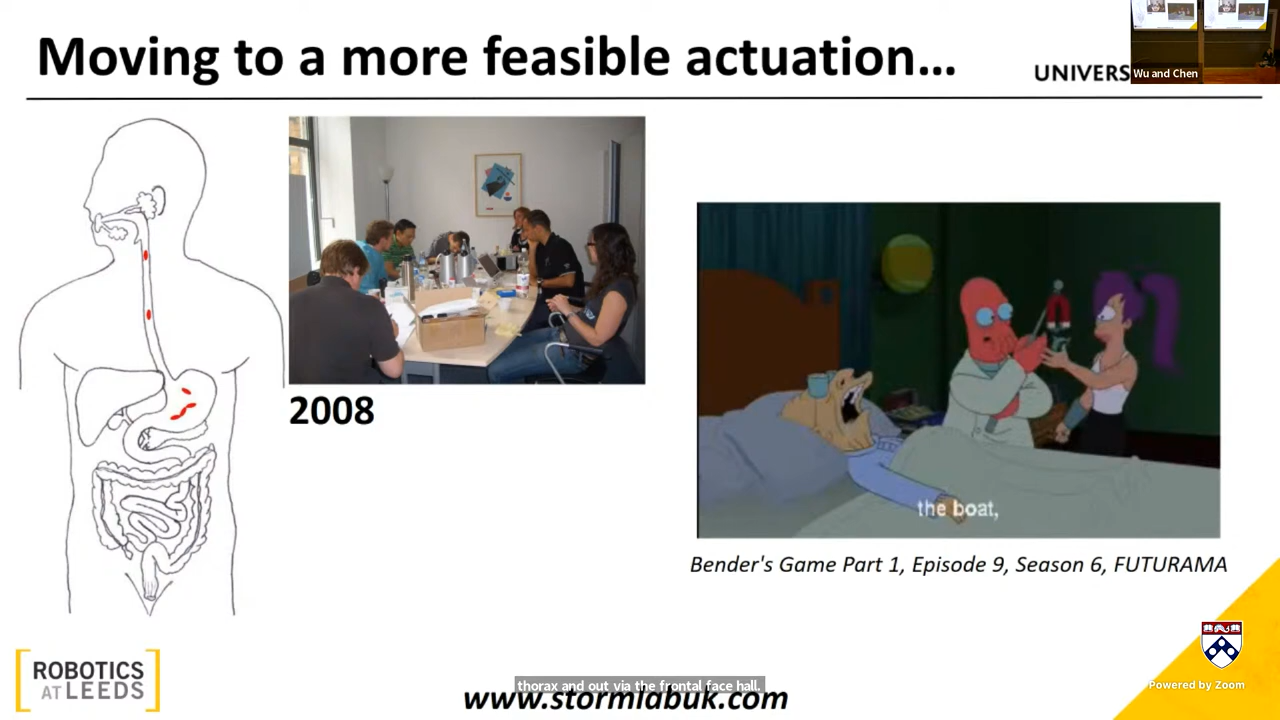 Moving to a more feasible actuation...
UNIVERS
Wu and Chen
2008
the boat,
Bender's Game Part 1, Episode 9, Season 6, FUTURAMA
ROBOTICS
AT LEEDS
thorax and out via the frontal face hall.
www.stormlabuk.com
Powered by Zoom